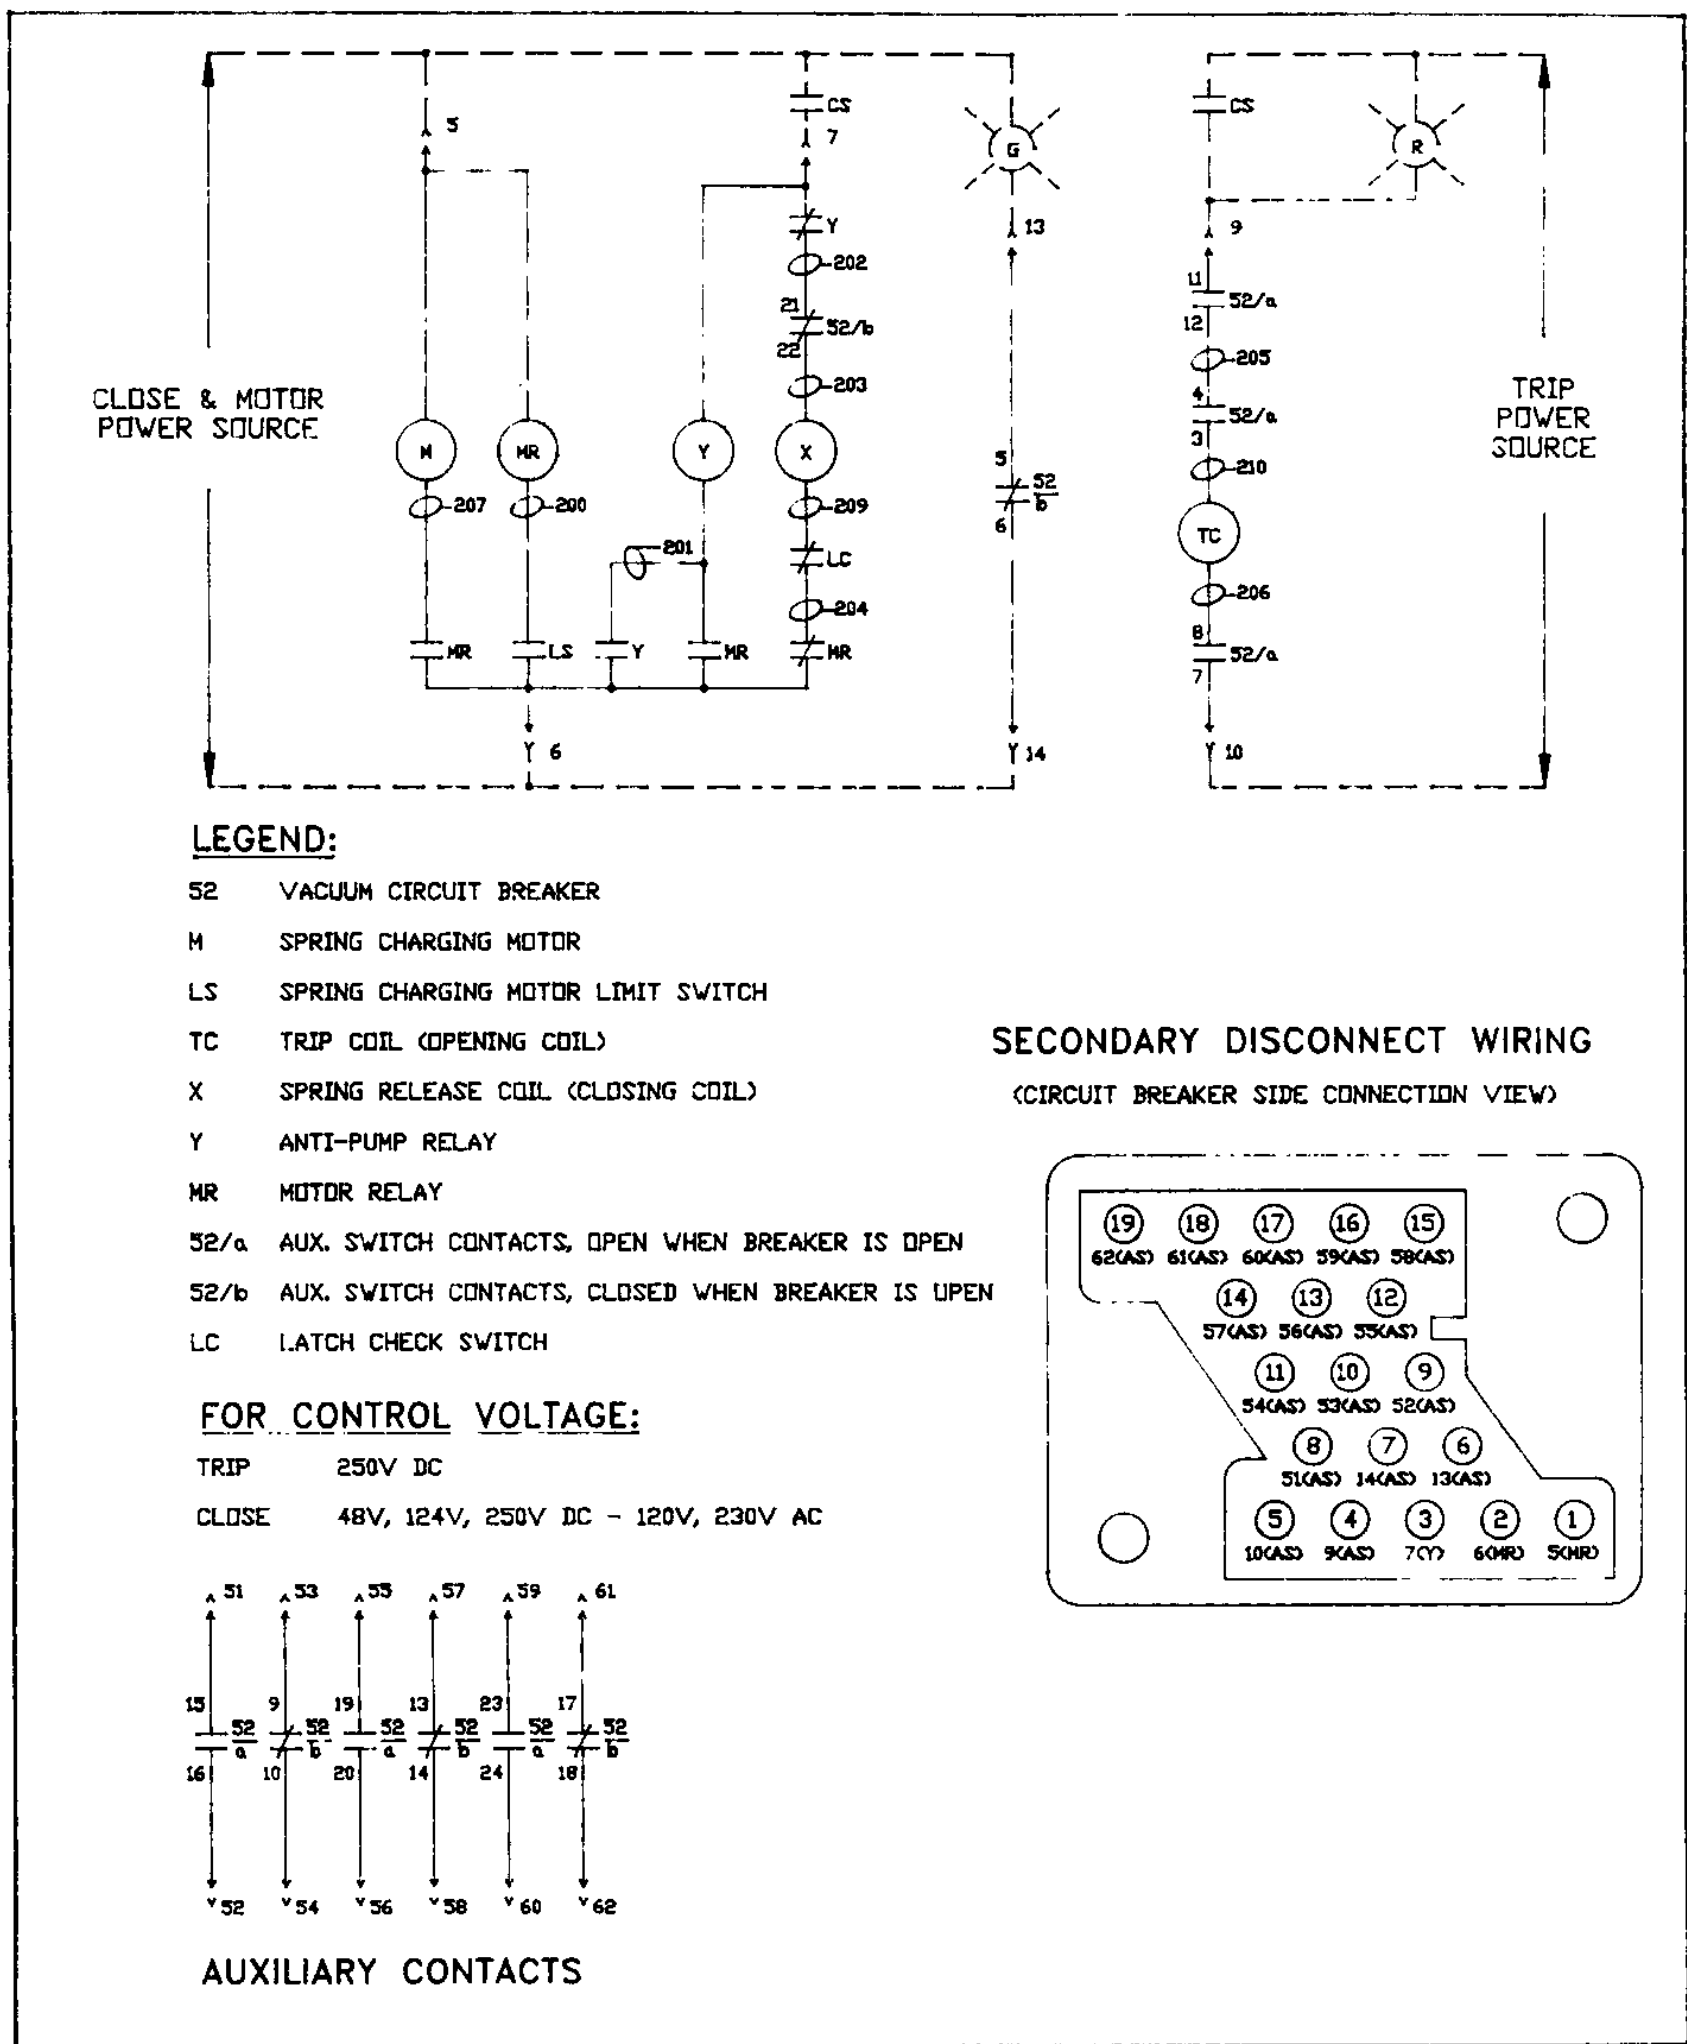 CS
5
7
G
CS
R
Y
13
9
202
11
52/a
12
21
52/b
22
205
203
4
52/a
3
CLOSE & MOTOR
POWER SOURCE
TRIP
POWER
SOURCE
M
MR
Y
X
5
52
b
6
210
207
200
209
TC
201
LC
206
204
8
52/a
7
MR
LS
Y
MR
MR
6
14
10
LEGEND:
52 VACUUM CIRCUIT BREAKER
M SPRING CHARGING MOTOR
LS SPRING CHARGING MOTOR LIMIT SWITCH
TC TRIP COIL (OPENING COIL)
X SPRING RELEASE COIL (CLOSING COIL)
Y ANTI-PUMP RELAY
MR MOTOR RELAY
52/a AUX. SWITCH CONTACTS, OPEN WHEN BREAKER IS OPEN
52/b AUX. SWITCH CONTACTS, CLOSED WHEN BREAKER IS OPEN
LC LATCH CHECK SWITCH
FOR CONTROL VOLTAGE:
TRIP 250V DC
CLOSE 48V, 124V, 250V DC - 120V, 230V AC
SECONDARY DISCONNECT WIRING
(CIRCUIT BREAKER SIDE CONNECTION VIEW)
19 18 17 16 15
62(AS) 61(AS) 60(AS) 59(AS) 58(AS)
14 13 12
57(AS) 56(AS) 55(AS)
11 10 9
54(AS) 53(AS) 52(AS)
8 7 6
51(AS) 14(AS) 13(AS)
5 4 3 2 1
10(AS) 9(AS) 7(Y) 6(MR) 5(MR)
51 53 55 57 59 61
15 9 19 13 23 17
52 52 52 52 52 52
a b a b a b
16 10 20 14 24 18
52 54 56 58 60 62
AUXILIARY CONTACTS